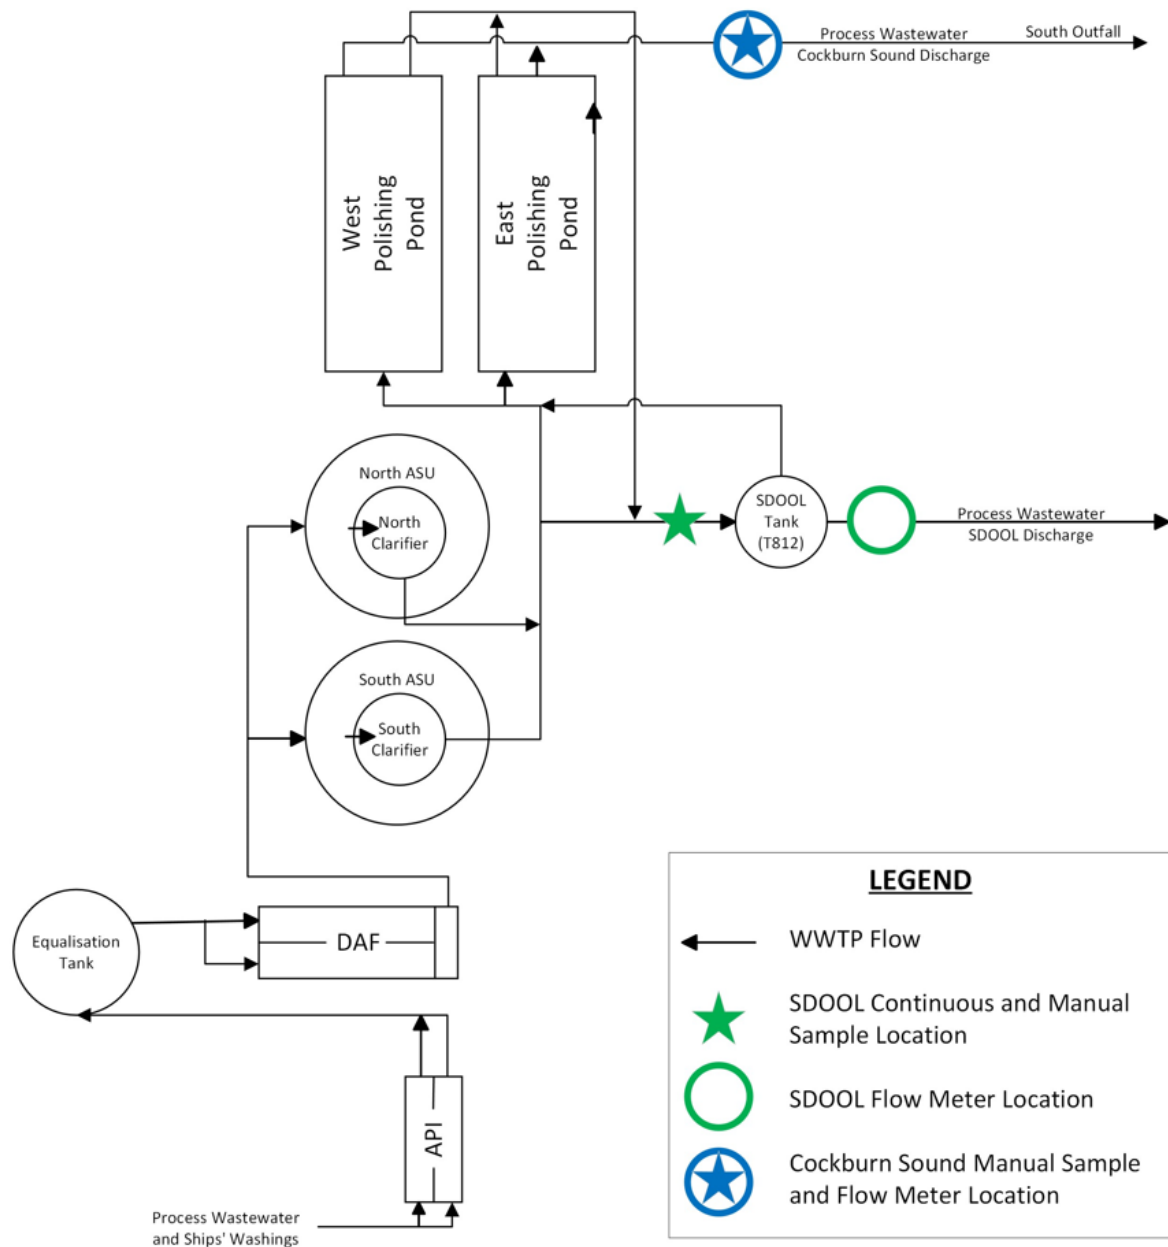 Process Wastewater
Cockburn Sound Discharge
South Outfall
West
Polishing
Pond
East
Polishing
Pond
North ASU
North
Clarifier
SDOOL
Tank
(T812)
Process Wastewater
SDOOL Discharge
South ASU
South
Clarifier
Equalisation
Tank
DAF
API
Process Wastewater
and Ships' Washings
LEGEND
WWTP Flow
SDOOL Continuous and Manual
Sample Location
SDOOL Flow Meter Location
Cockburn Sound Manual Sample
and Flow Meter Location